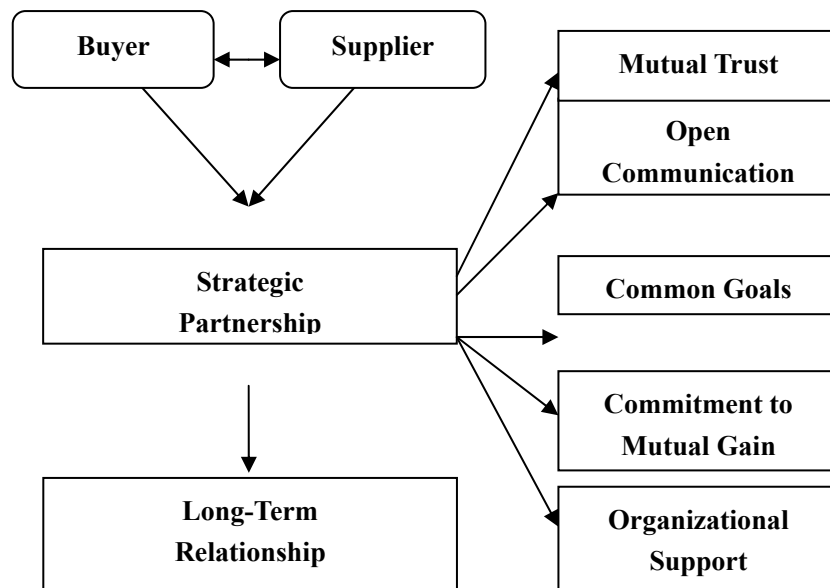 Buyer
Supplier
Mutual Trust
Open
Communication
Strategic
Partnership
Common Goals
Commitment to
Mutual Gain
Long-Term
Relationship
Organizational
Support